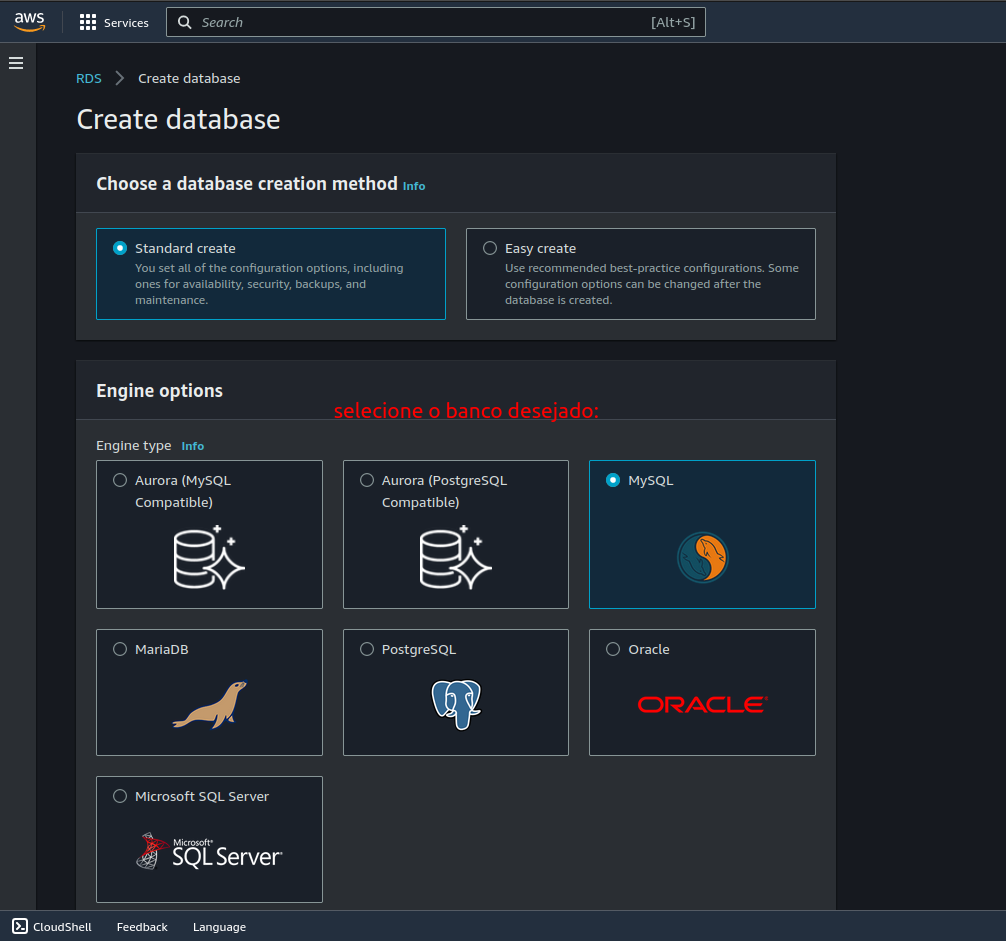 aws
Services
Search
[Alt+S]
RDS
Create database
Create database
Choose a database creation method Info
Standard create
You set all of the configuration options, including
ones for availability, security, backups, and
maintenance.
Easy create
Use recommended best-practice configurations. Some
configuration options can be changed after the
database is created.
Engine options
selecione o banco desejado:
Engine type Info
Aurora (MySQL
Compatible)
Aurora (PostgreSQL
Compatible)
MySQL
MariaDB
PostgreSQL
Oracle
ORACLE®
Microsoft SQL Server
Microsoft®
SQL Server®
CloudShell
Feedback
Language